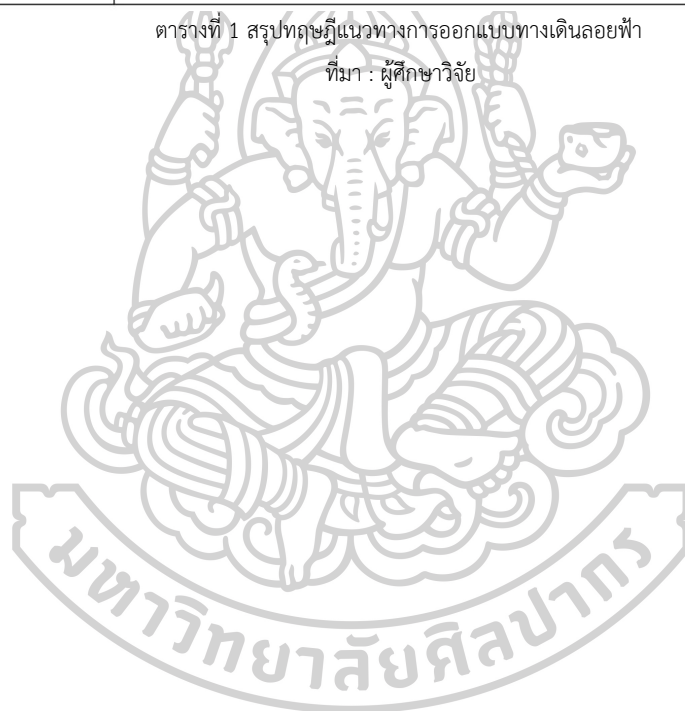 ตารางที่ 1 สรุปทฤษฎีแนวทางการออกแบบทางเดินลอยฟ้า
ที่มา : ผู้ศึกษาวิจัย
มหาวิทยาลัยศิลปากร